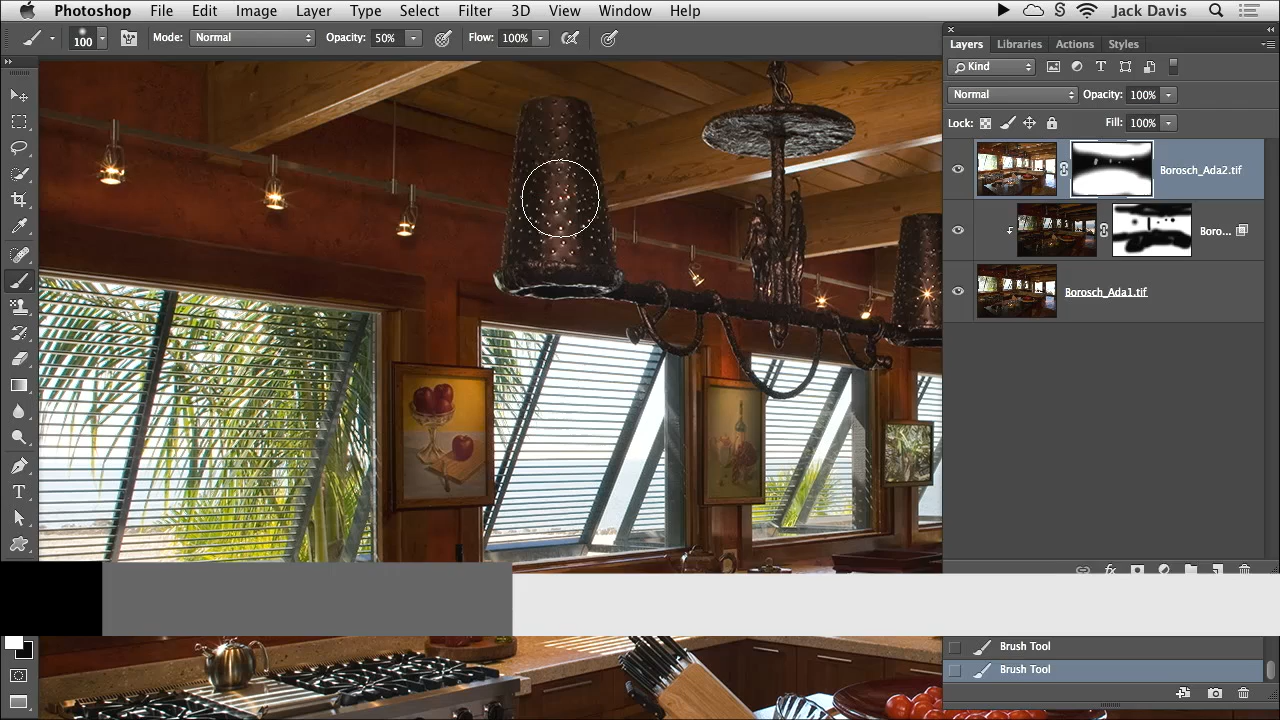 Photoshop File Edit Image Layer Type Select Filter 3D View Window Help Jack Davis
100 Mode: Normal Opacity: 50% Flow: 100%
Layers Libraries Actions Styles
Kind
Normal Opacity: 100%
Lock: Fill: 100%
Borosch_Ada2.tif
Boro...
Borosch_Ada1.tif
Brush Tool
Brush Tool